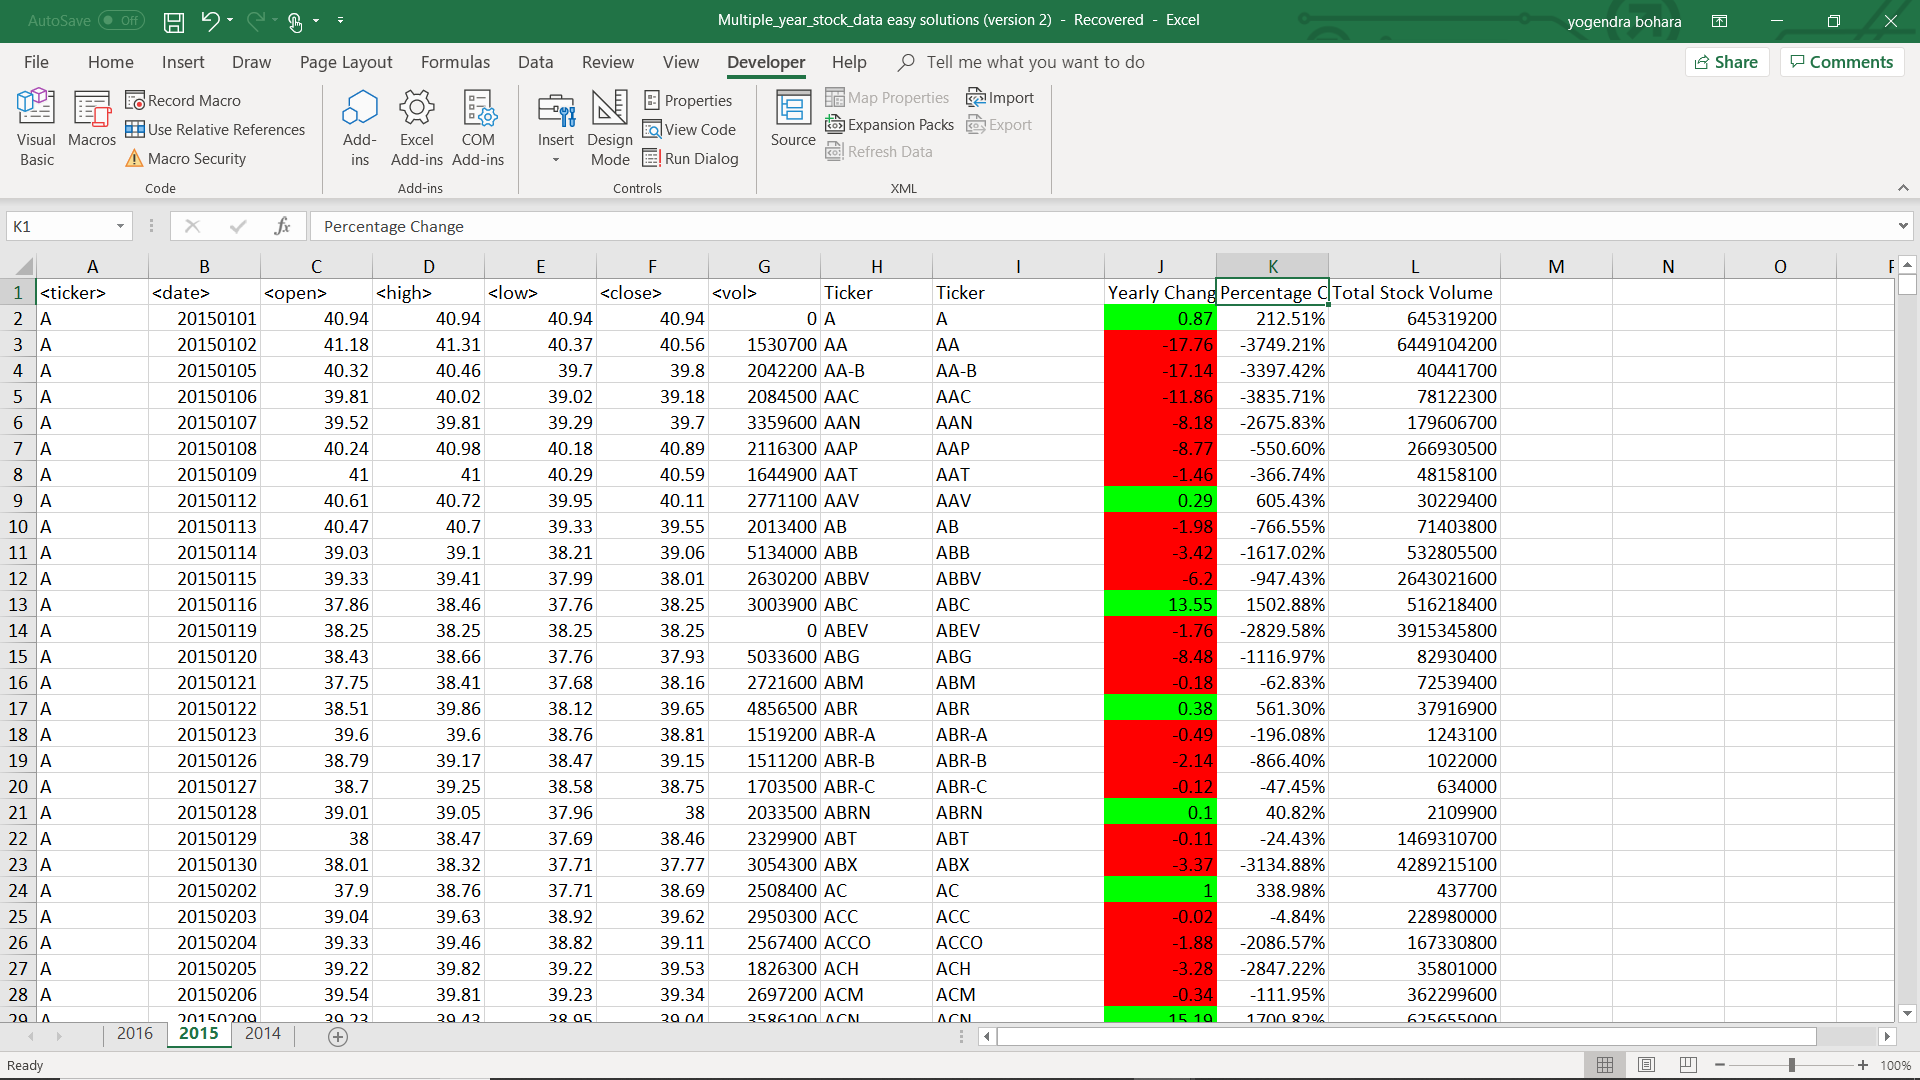 AutoSave Off
Multiple_year_stock_data easy solutions (version 2) - Recovered - Excel
yogendra bohara
File Home Insert Draw Page Layout Formulas Data Review View Developer Help Tell me what you want to do
Share Comments
Visual Basic
Macros
Record Macro
Use Relative References
Macro Security
Code
Add-ins
Excel Add-ins
COM Add-ins
Add-ins
Insert
Design Mode
Properties
View Code
Run Dialog
Controls
Source
Map Properties
Expansion Packs
Refresh Data
Import
Export
XML
K1
fx
Percentage Change
A B C D E F G H I J K L M N O
1 <ticker> <date> <open> <high> <low> <close> <vol> Ticker Ticker Yearly Chang Percentage C Total Stock Volume
2 A 20150101 40.94 40.94 40.94 40.94 0 A A 0.87 212.51% 645319200
3 A 20150102 41.18 41.31 40.37 40.56 1530700 AA AA -17.76 -3749.21% 6449104200
4 A 20150105 40.32 40.46 39.7 39.8 2042200 AA-B AA-B -17.14 -3397.42% 40441700
5 A 20150106 39.81 40.02 39.02 39.18 2084500 AAC AAC -11.86 -3835.71% 78122300
6 A 20150107 39.52 39.81 39.29 39.7 3359600 AAN AAN -8.18 -2675.83% 179606700
7 A 20150108 40.24 40.98 40.18 40.89 2116300 AAP AAP -8.77 -550.60% 266930500
8 A 20150109 41 41 40.29 40.59 1644900 AAT AAT -1.46 -366.74% 48158100
9 A 20150112 40.61 40.72 39.95 40.11 2771100 AAV AAV 0.29 605.43% 30229400
10 A 20150113 40.47 40.7 39.33 39.55 2013400 AB AB -1.98 -766.55% 71403800
11 A 20150114 39.03 39.1 38.21 39.06 5134000 ABB ABB -3.42 -1617.02% 532805500
12 A 20150115 39.33 39.41 37.99 38.01 2630200 ABBV ABBV -6.2 -947.43% 2643021600
13 A 20150116 37.86 38.46 37.76 38.25 3003900 ABC ABC 13.55 1502.88% 516218400
14 A 20150119 38.25 38.25 38.25 38.25 0 ABEV ABEV -1.76 -2829.58% 3915345800
15 A 20150120 38.43 38.66 37.76 37.93 5033600 ABG ABG -8.48 -1116.97% 82930400
16 A 20150121 37.75 38.41 37.68 38.16 2721600 ABM ABM -0.18 -62.83% 72539400
17 A 20150122 38.51 39.86 38.12 39.65 4856500 ABR ABR 0.38 561.30% 37916900
18 A 20150123 39.6 39.6 38.76 38.81 1519200 ABR-A ABR-A -0.49 -196.08% 1243100
19 A 20150126 38.79 39.17 38.47 39.15 1511200 ABR-B ABR-B -2.14 -866.40% 1022000
20 A 20150127 38.7 39.25 38.58 38.75 1703500 ABR-C ABR-C -0.12 -47.45% 634000
21 A 20150128 39.01 39.05 37.96 38 2033500 ABRN ABRN 0.1 40.82% 2109900
22 A 20150129 38 38.47 37.69 38.46 2329900 ABT ABT -0.11 -24.43% 1469310700
23 A 20150130 38.01 38.32 37.71 37.77 3054300 ABX ABX -3.37 -3134.88% 4289215100
24 A 20150202 37.9 38.76 37.71 38.69 2508400 AC AC 1 338.98% 437700
25 A 20150203 39.04 39.63 38.92 39.62 2950300 ACC ACC -0.02 -4.84% 228980000
26 A 20150204 39.33 39.46 38.82 39.11 2567400 ACCO ACCO -1.88 -2086.57% 167330800
27 A 20150205 39.22 39.82 39.22 39.53 1826300 ACH ACH -3.28 -2847.22% 35801000
28 A 20150206 39.54 39.81 39.23 39.34 2697200 ACM ACM -0.34 -111.95% 362299600
29 A 20150209 39.23 39.43 38.95 39.04 3586100 ACN ACN 15.19 1700.82% 625655000
2016 2015 2014
Ready
100%